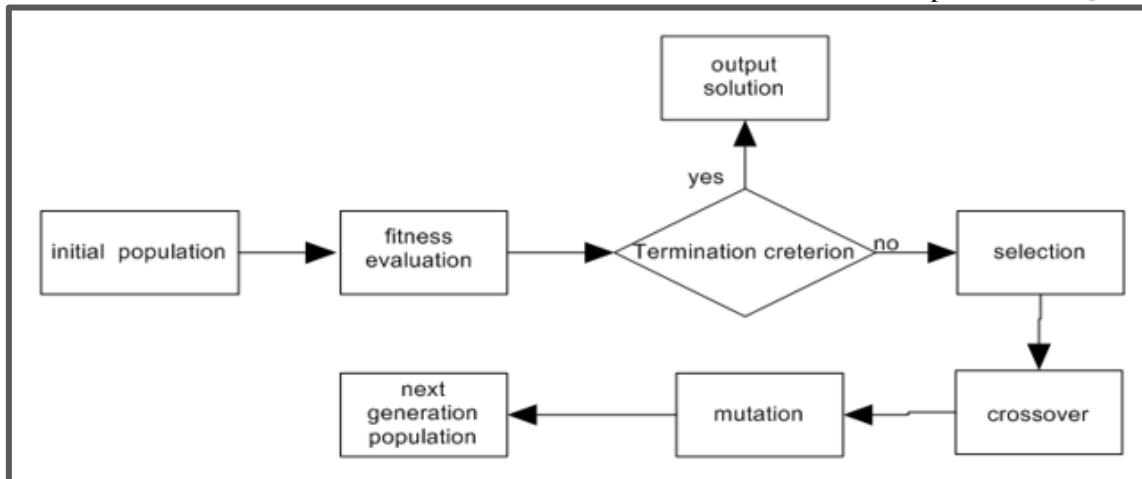 output
solution
yes
initial population
fitness
evaluation
Termination creterion
no
selection
next
generation
population
mutation
crossover